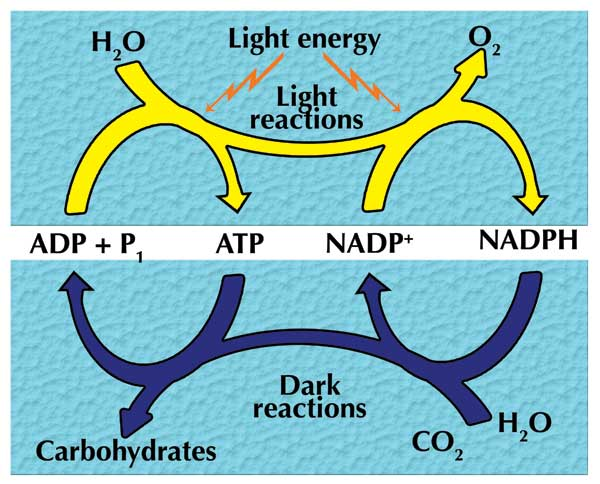 H₂O
Light energy
O₂
Light
reactions
ADP + P₁
ATP
NADP⁺
NADPH
Dark
reactions
Carbohydrates
CO₂
H₂O